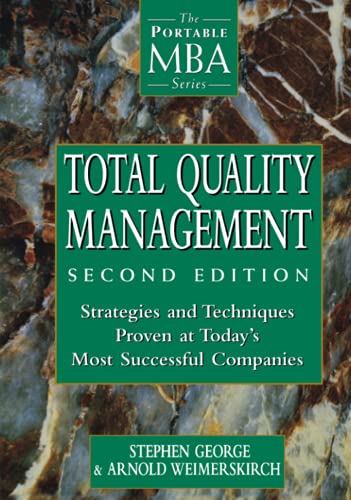 The
PORTABLE
MBA
Series
TOTAL QUALITY
MANAGEMENT
SECOND EDITION
Strategies and Techniques
Proven at Today's
Most Successful Companies
STEPHEN GEORGE
& ARNOLD WEIMERSKIRCH